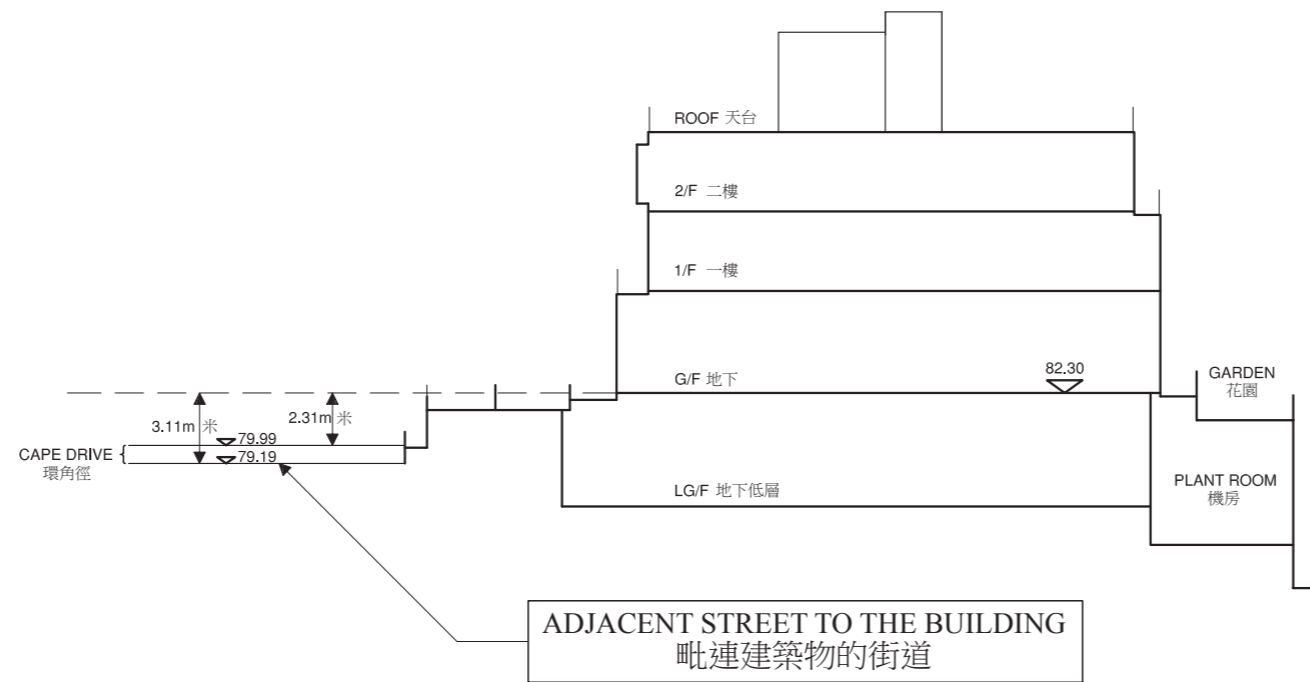 ROOF 天台
2/F 二樓
1/F 一樓
82.30
G/F 地下
GARDEN
花園
3.11m 米
2.31m 米
79.99
CAPE DRIVE {
環角徑
79.19
LG/F 地下低層
PLANT ROOM
機房
ADJACENT STREET TO THE BUILDING
毗連建築物的街道